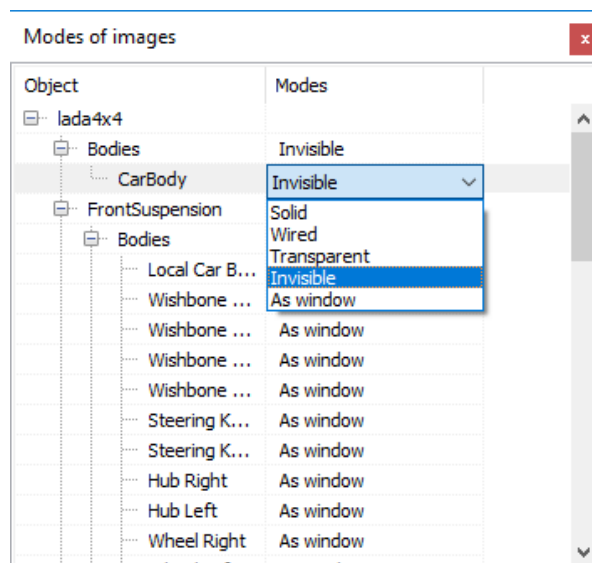 Modes of images
x
Object Modes
lada4x4
Bodies Invisible
CarBody Invisible
FrontSuspension Solid
Wired
Bodies Transparent
Local Car B... Invisible
Wishbone ... As window
Wishbone ... As window
Wishbone ... As window
Wishbone ... As window
Steering K... As window
Steering K... As window
Hub Right As window
Hub Left As window
Wheel Right As window